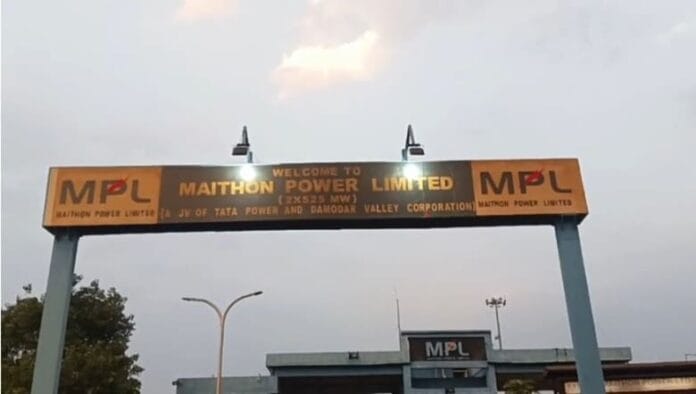 MPL
MAITHON POWER LIMITED
WELCOME TO
MAITHON POWER LIMITED
(2X525 MW)
(A JV OF TATA POWER AND DAMODAR VALLEY CORPORATION)
MPL
MAITHON POWER LIMITED
MPL